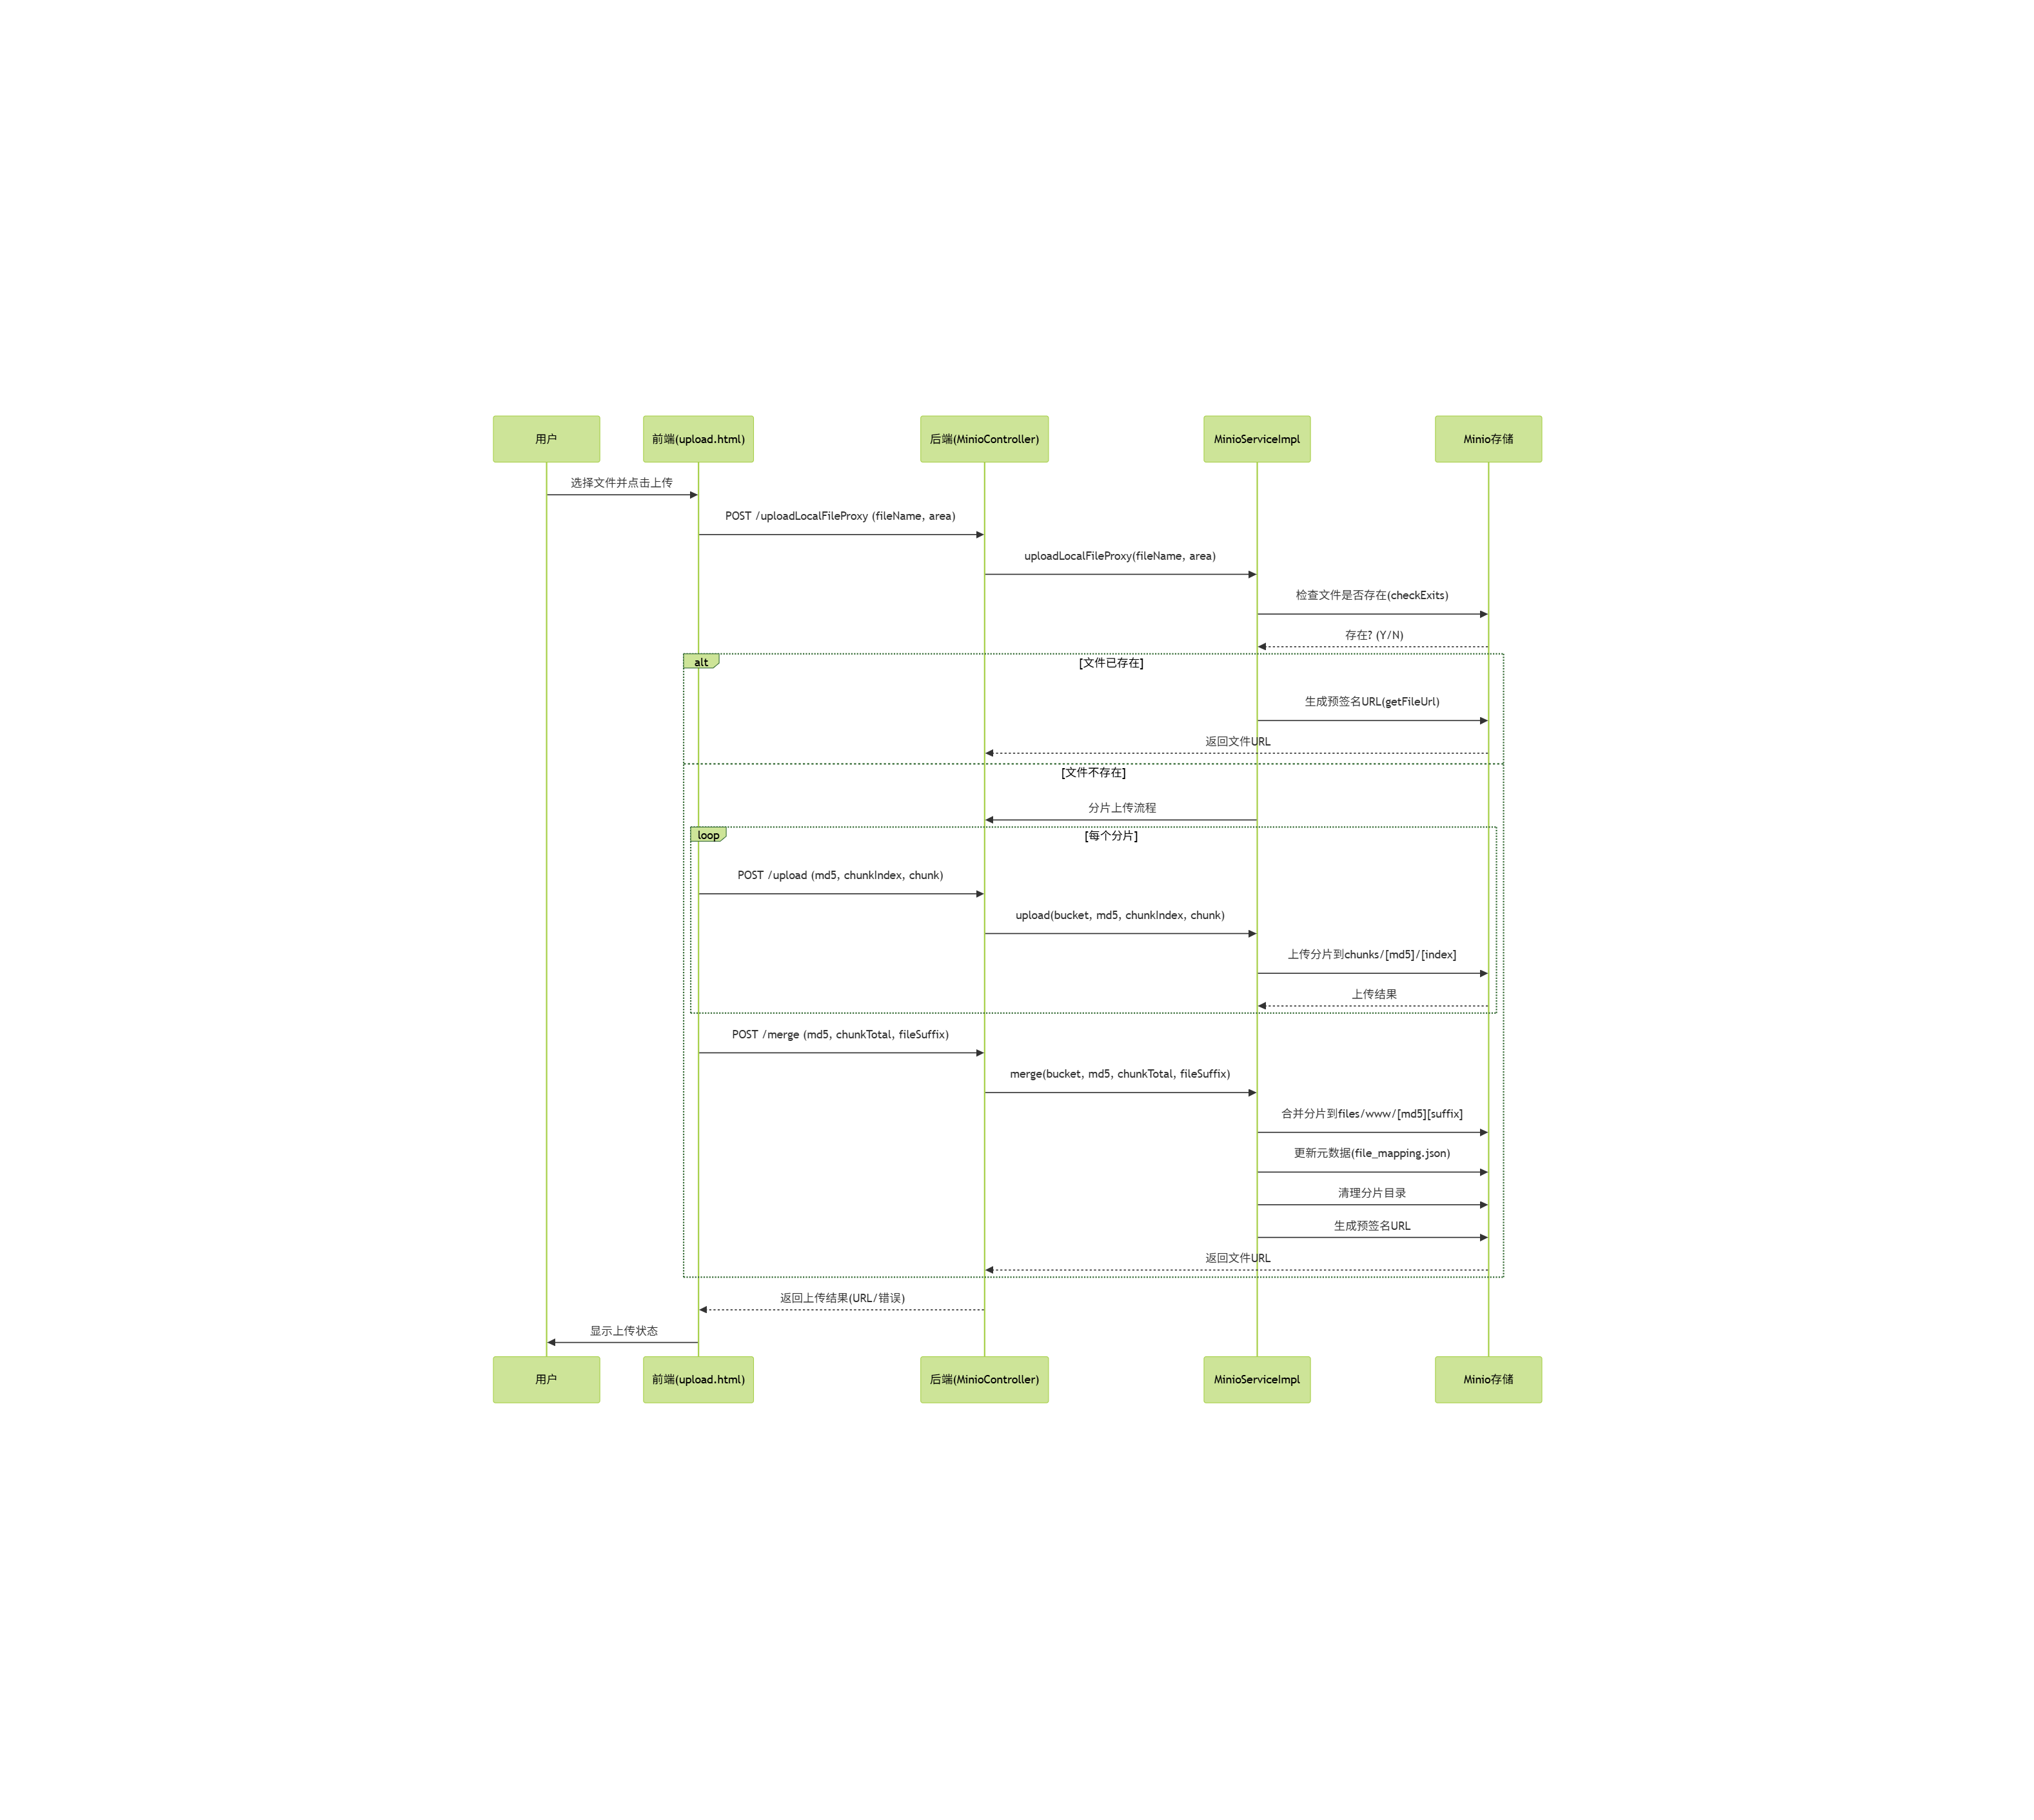 用户
前端(upload.html)
后端(MinioController)
MinioServiceImpl
Minio存储
选择文件并点击上传
POST /uploadLocalFileProxy (fileName, area)
uploadLocalFileProxy(fileName, area)
检查文件是否存在(checkExits)
存在? (Y/N)
alt
[文件已存在]
生成预签名URL(getFileUrl)
返回文件URL
[文件不存在]
分片上传流程
loop
[每个分片]
POST /upload (md5, chunkIndex, chunk)
upload(bucket, md5, chunkIndex, chunk)
上传分片到chunks/[md5]/[index]
上传结果
POST /merge (md5, chunkTotal, fileSuffix)
merge(bucket, md5, chunkTotal, fileSuffix)
合并分片到files/www/[md5][suffix]
更新元数据(file_mapping.json)
清理分片目录
生成预签名URL
返回文件URL
返回上传结果(URL/错误)
显示上传状态
用户
前端(upload.html)
后端(MinioController)
MinioServiceImpl
Minio存储